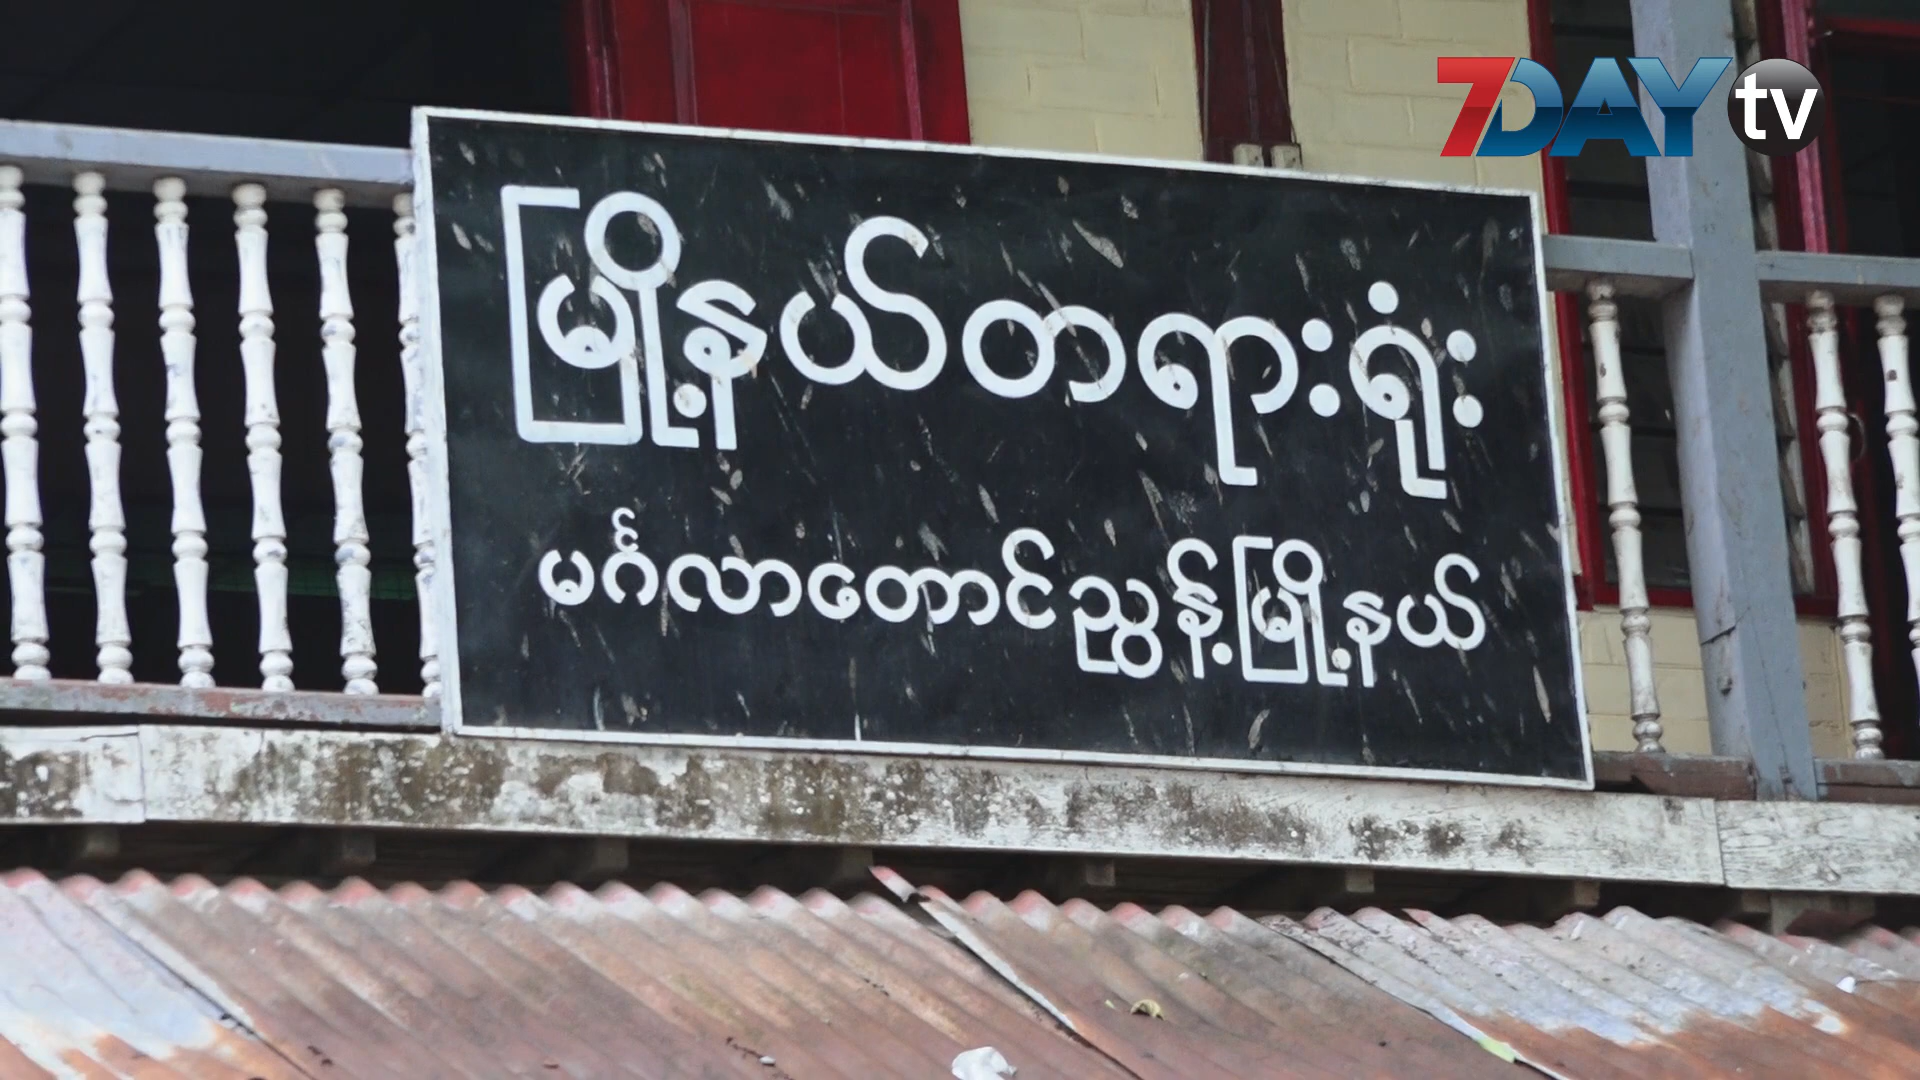 7DAY tv
မြို့နယ်တရားရုံး
မင်္ဂလာတောင်ညွန့်မြို့နယ်